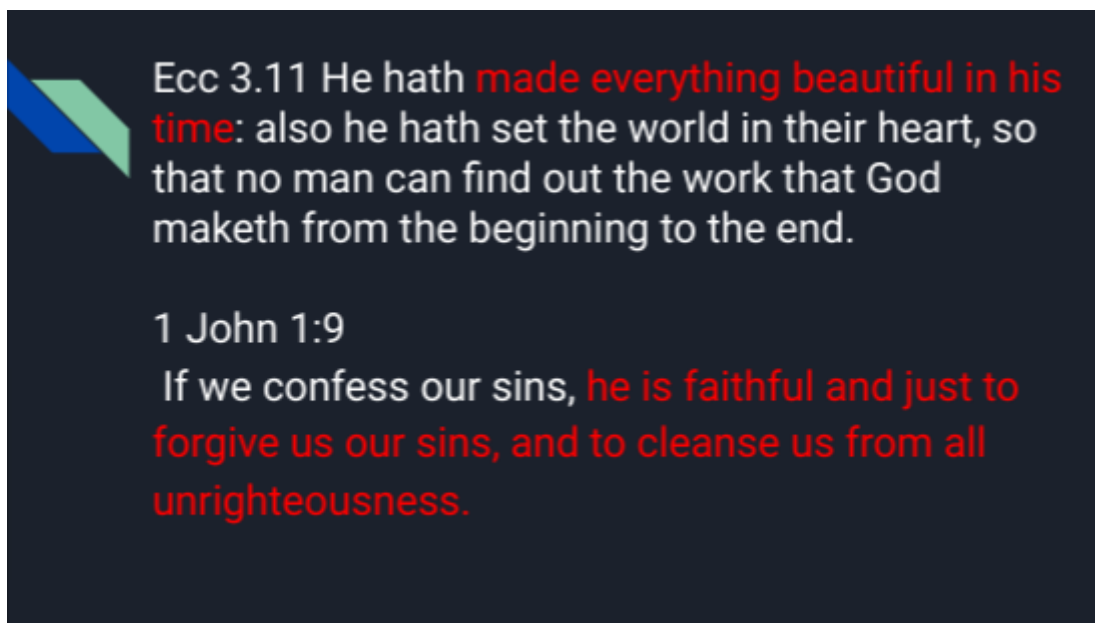 Ecc 3.11 He hath made everything beautiful in his
time: also he hath set the world in their heart, so
that no man can find out the work that God
maketh from the beginning to the end.
1 John 1:9
If we confess our sins, he is faithful and just to
forgive us our sins, and to cleanse us from all
unrighteousness.